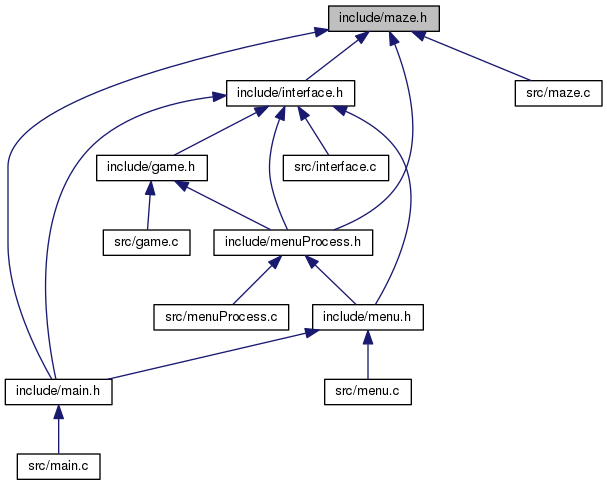 include/maze.h
include/interface.h
src/maze.c
include/game.h
src/interface.c
src/game.c
include/menuProcess.h
src/menuProcess.c
include/menu.h
include/main.h
src/menu.c
src/main.c